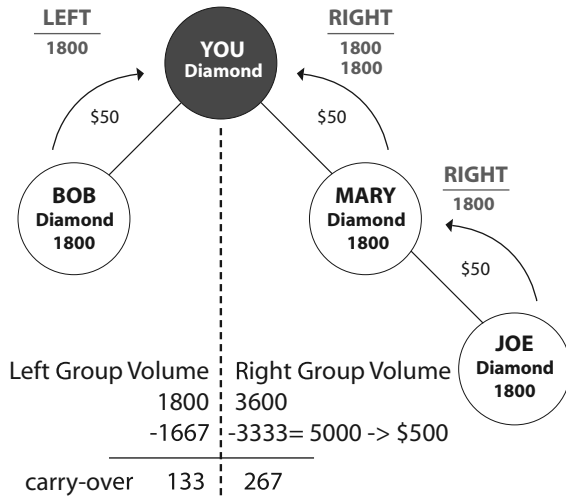 LEFT
1800
YOU
Diamond
RIGHT
1800
1800
$50
$50
BOB
Diamond
1800
MARY
Diamond
1800
RIGHT
1800
$50
JOE
Diamond
1800
Left Group Volume Right Group Volume
1800 3600
-1667 -3333= 5000 -> $500
carry-over 133 267